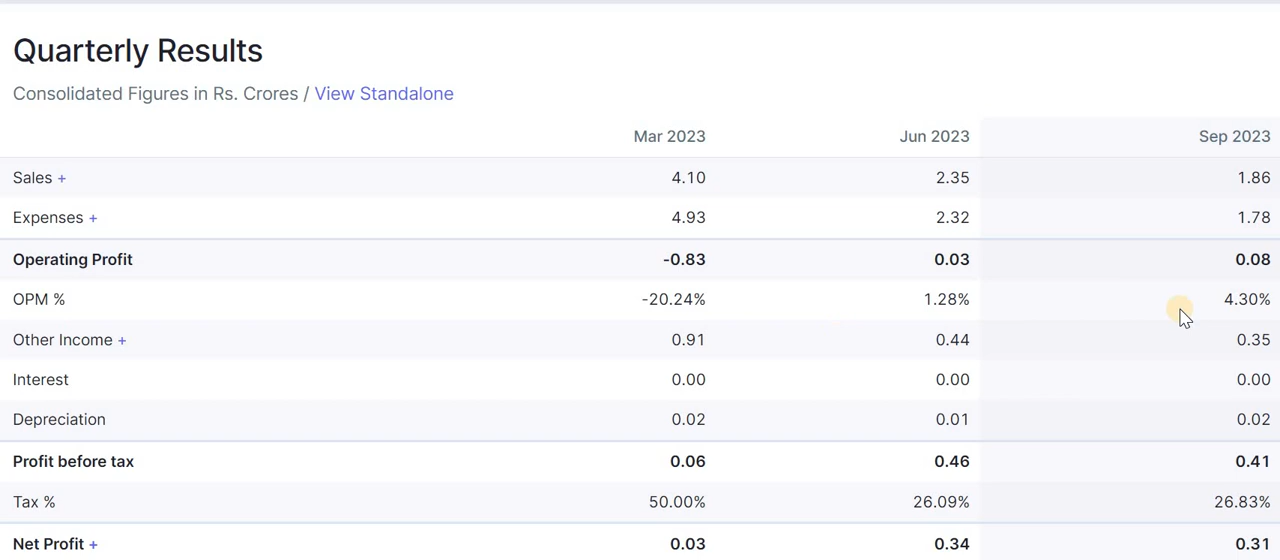 Quarterly Results
Consolidated Figures in Rs. Crores / View Standalone
Mar 2023 Jun 2023 Sep 2023
Sales + 4.10 2.35 1.86
Expenses + 4.93 2.32 1.78
Operating Profit -0.83 0.03 0.08
OPM % -20.24% 1.28% 4.30%
Other Income + 0.91 0.44 0.35
Interest 0.00 0.00 0.00
Depreciation 0.02 0.01 0.02
Profit before tax 0.06 0.46 0.41
Tax % 50.00% 26.09% 26.83%
Net Profit + 0.03 0.34 0.31